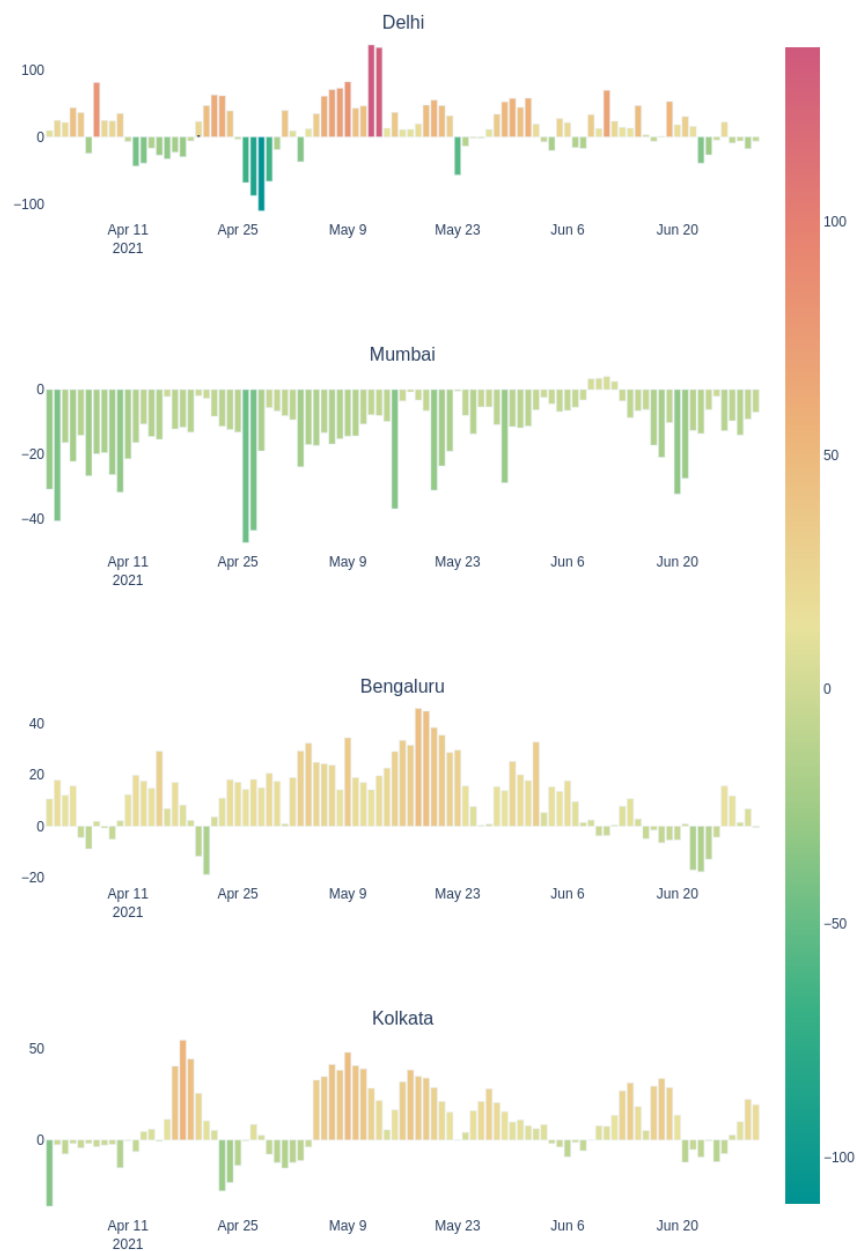 Delhi
100
0
−100
Apr 11
2021
Apr 25
May 9
May 23
Jun 6
Jun 20
Mumbai
0
−20
−40
Apr 11
2021
Apr 25
May 9
May 23
Jun 6
Jun 20
Bengaluru
40
20
0
−20
Apr 11
2021
Apr 25
May 9
May 23
Jun 6
Jun 20
Kolkata
50
0
Apr 11
2021
Apr 25
May 9
May 23
Jun 6
Jun 20
100
50
0
−50
−100